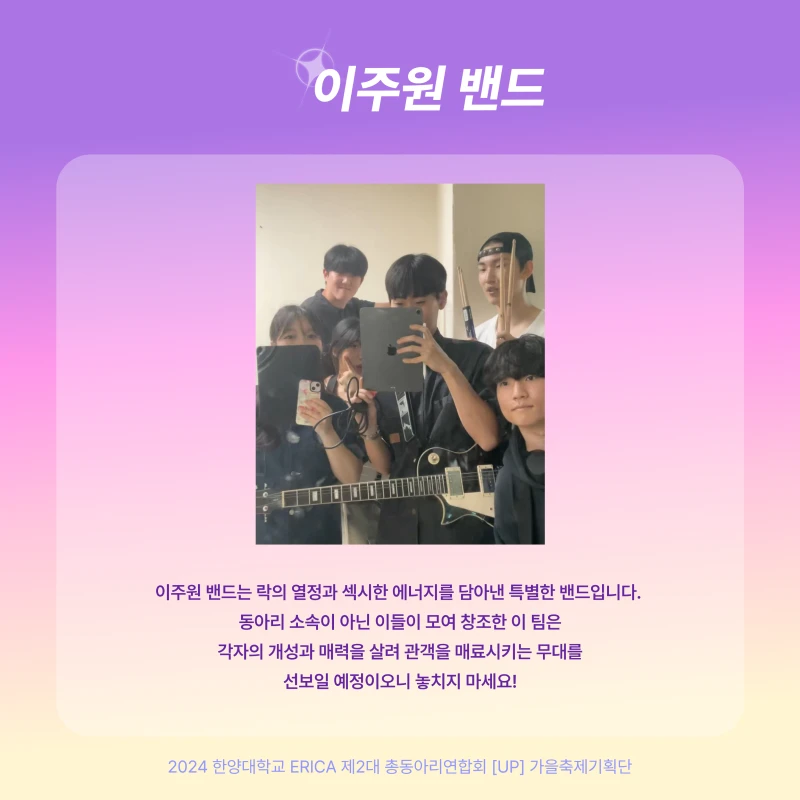 이주원 밴드
이주원 밴드는 락의 열정과 섹시한 에너지를 담아낸 특별한 밴드입니다.
동아리 소속이 아닌 이들이 모여 창조한 이 팀은
각자의 개성과 매력을 살려 관객을 매료시키는 무대를
선보일 예정이오니 놓치지 마세요!
2024 한양대학교 ERICA 제2대 총동아리연합회 [UP] 가을축제기획단